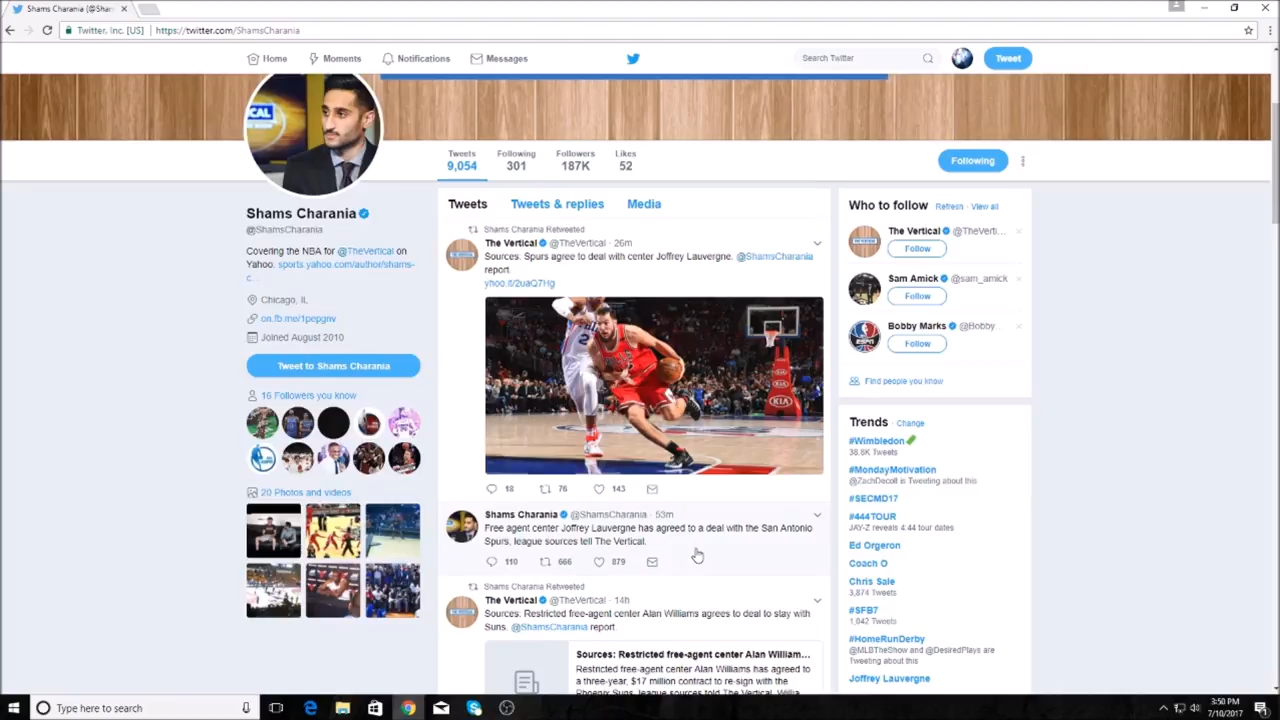 Shams Charania (@Shar
Twitter, Inc. [US] https://twitter.com/ShamsCharania
Home Moments Notifications Messages
Search Twitter
Tweet
CAL
Tweets Following Followers Likes
9,054 301 187K 52
Following
Shams Charania
@ShamsCharania
Covering the NBA for @TheVertical on
Yahoo. sports.yahoo.com/author/shams-
c...
Chicago, IL
on.fb.me/1pepgnv
Joined August 2010
Tweet to Shams Charania
16 Followers you know
20 Photos and videos
Tweets Tweets & replies Media
Shams Charania Retweeted
The Vertical @TheVertical · 26m
Sources: Spurs agree to deal with center Joffrey Lauvergne. @ShamsCharania
report
yhoo.it/2uaQ7Hg
KIA
18 76 143
Shams Charania @ShamsCharania · 53m
Free agent center Joffrey Lauvergne has agreed to a deal with the San Antonio
Spurs, league sources tell The Vertical.
110 666 879
Shams Charania Retweeted
The Vertical @TheVertical · 14h
Sources: Restricted free-agent center Alan Williams agrees to deal to stay with
Suns. @ShamsCharania report.
Sources: Restricted free-agent center Alan William...
Restricted free-agent center Alan Williams has agreed to
a three-year, $17 million contract to re-sign with the
Phoenix Suns, league sources told The Vertical. Willia
Who to follow Refresh · View all
The Vertical @TheVerti...
Follow
Sam Amick @sam_amick
Follow
Bobby Marks @Bobby...
Follow
ESPN
Find people you know
Trends · Change
#Wimbledon
38.8K Tweets
#MondayMotivation
@ZachDecolt is Tweeting about this
#SECMD17
#444TOUR
JAY-Z reveals 4:44 tour dates
Ed Orgeron
Coach O
Chris Sale
3,874 Tweets
#SFB7
1,042 Tweets
#HomeRunDerby
@MLBTheShow and @DesiredPlays are
Tweeting about this
Joffrey Lauvergne
Type here to search
3:50 PM
7/10/2017